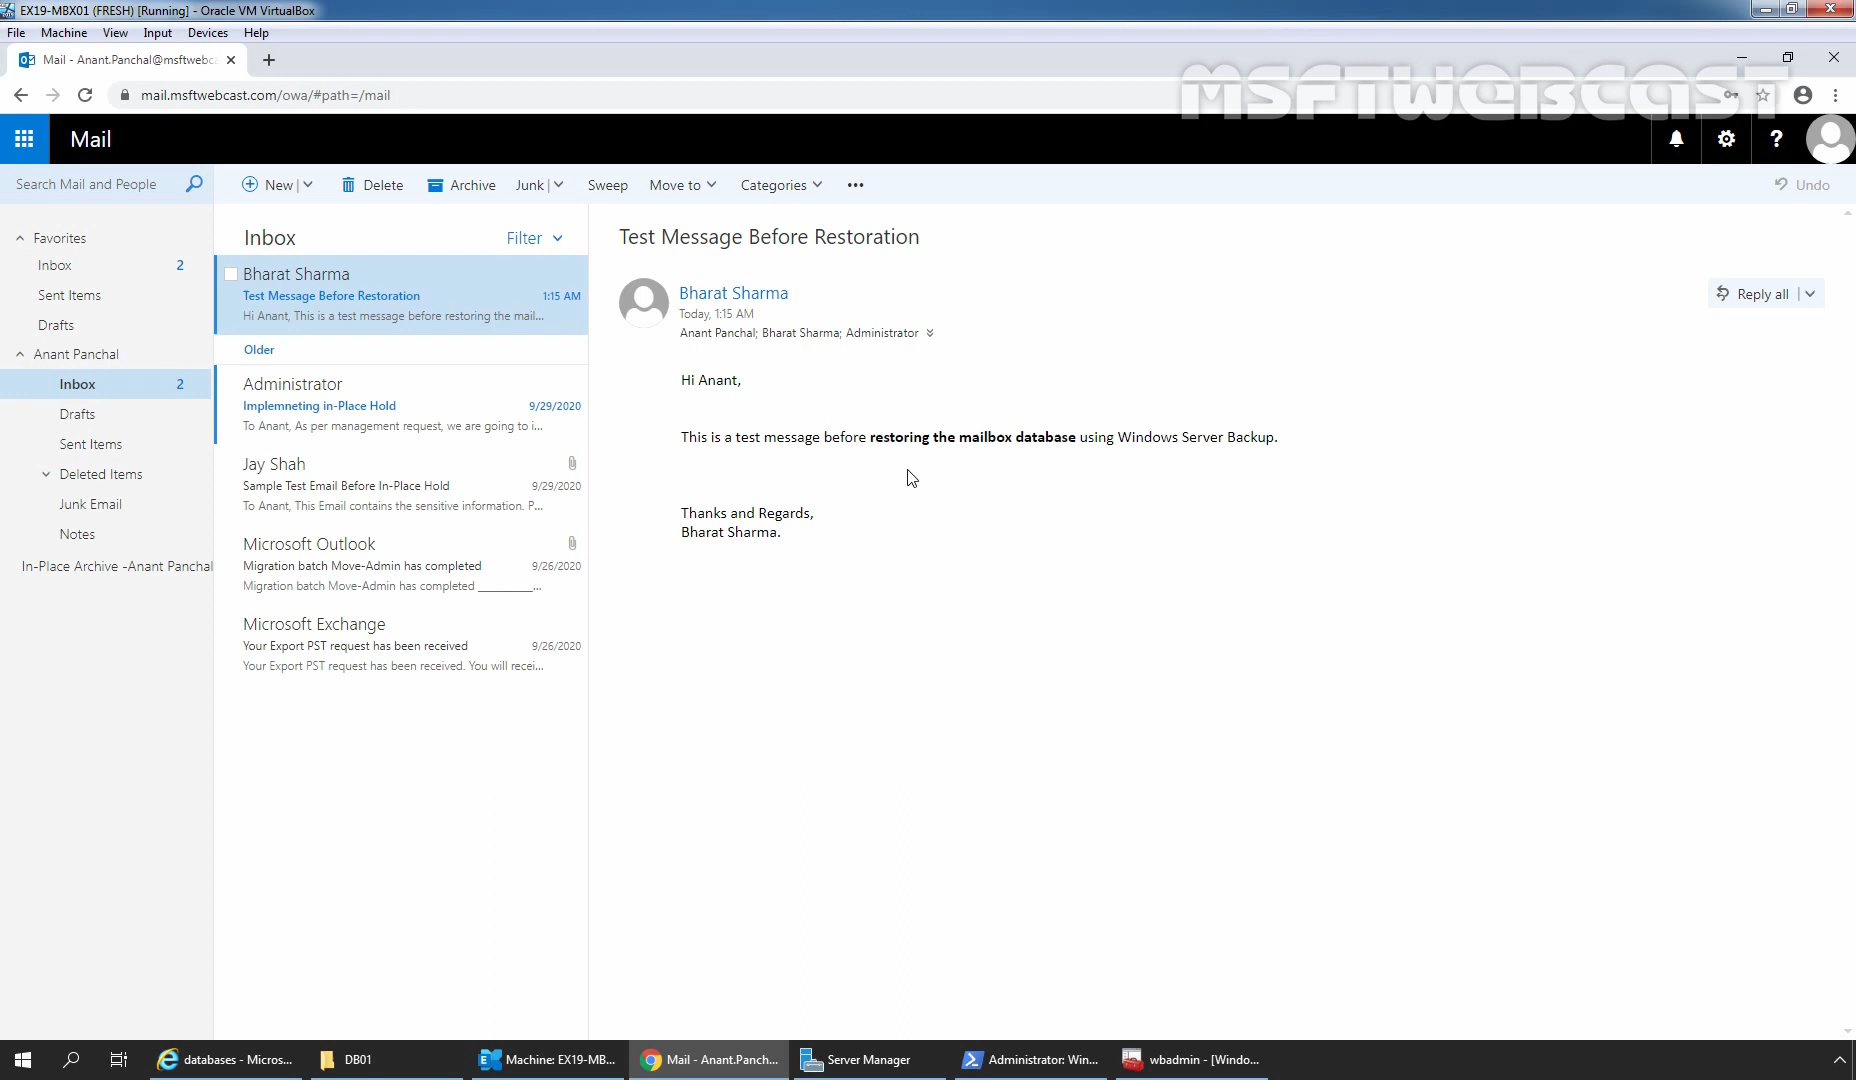 EX19-MBX01 (FRESH) [Running] - Oracle VM VirtualBox
File Machine View Input Devices Help
Mail - Anant.Panchal@msftwebca
mail.msftwebcast.com/owa/#path=/mail
MSFTWEBCAST
Mail
Search Mail and People
New Delete Archive Junk Sweep Move to Categories ••• Undo
Favorites
Inbox 2
Sent Items
Drafts
Anant Panchal
Inbox 2
Drafts
Sent Items
Deleted Items
Junk Email
Notes
In-Place Archive -Anant Panchal
Inbox Filter
Bharat Sharma
Test Message Before Restoration 1:15 AM
Hi Anant, This is a test message before restoring the mail...
Older
Administrator
Implemneting in-Place Hold 9/29/2020
To Anant, As per management request, we are going to i...
Jay Shah
Sample Test Email Before In-Place Hold 9/29/2020
To Anant, This Email contains the sensitive information. P...
Microsoft Outlook
Migration batch Move-Admin has completed 9/26/2020
Migration batch Move-Admin has completed __________...
Microsoft Exchange
Your Export PST request has been received 9/26/2020
Your Export PST request has been received. You will recei...
Test Message Before Restoration
Bharat Sharma
Today, 1:15 AM
Anant Panchal; Bharat Sharma; Administrator
Reply all
Hi Anant,
This is a test message before restoring the mailbox database using Windows Server Backup.
Thanks and Regards,
Bharat Sharma.
databases - Micros... DB01 Machine: EX19-MB... Mail - Anant.Panch... Server Manager Administrator: Win... wbadmin - [Windo...